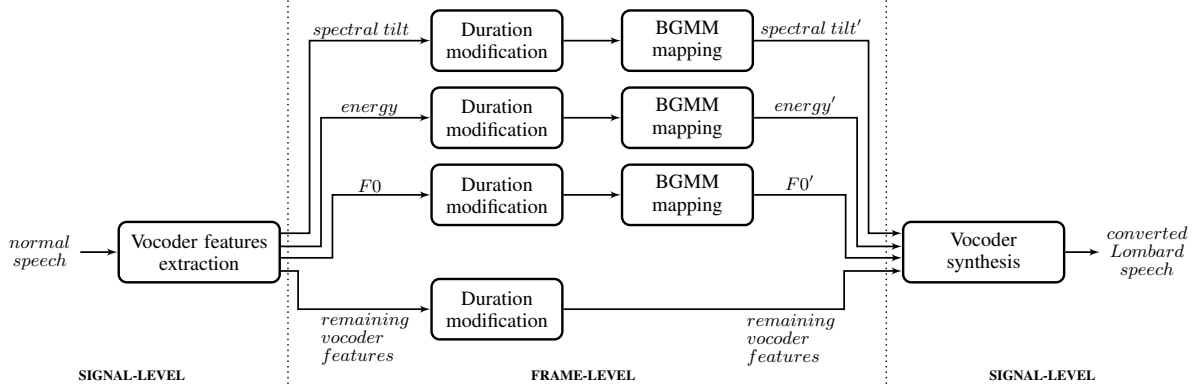 spectral tilt
Duration
modification
BGMM
mapping
spectral tilt′
energy
Duration
modification
BGMM
mapping
energy′
F0
Duration
modification
BGMM
mapping
F0′
normal
speech
Vocoder features
extraction
Vocoder
synthesis
converted
Lombard
speech
Duration
modification
remaining
vocoder
features
remaining
vocoder
features
SIGNAL-LEVEL
FRAME-LEVEL
SIGNAL-LEVEL